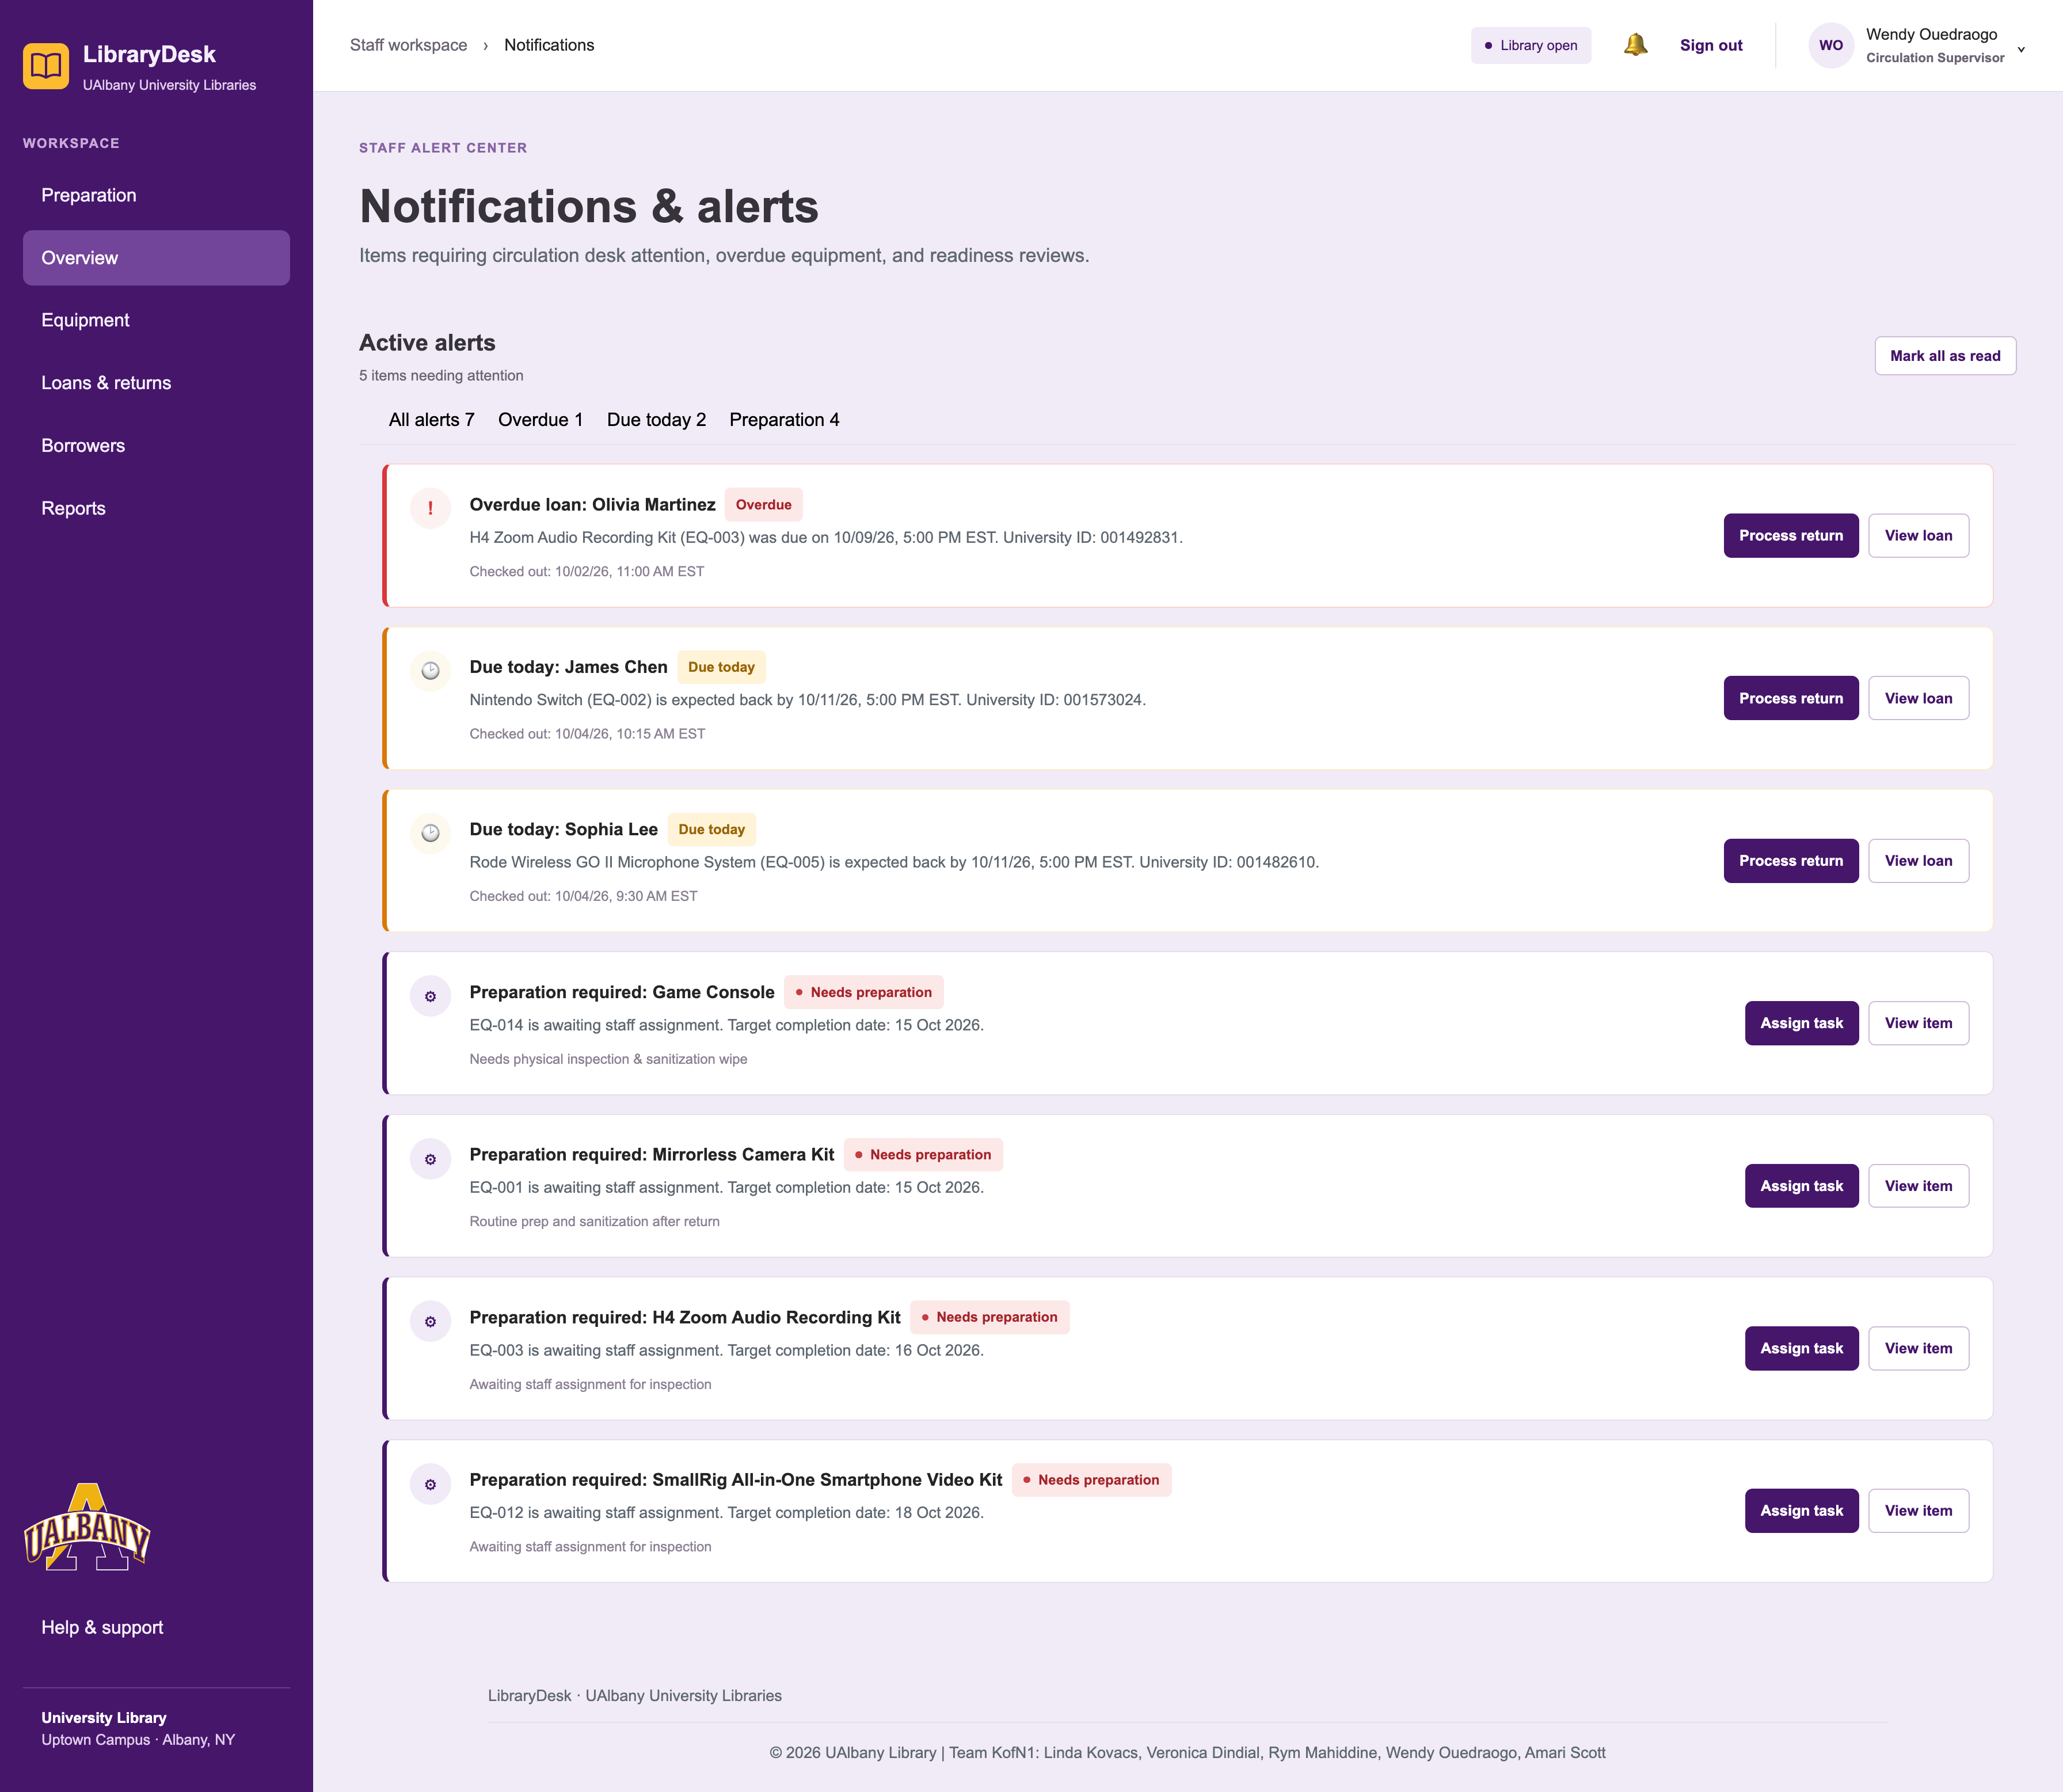 LibraryDesk
UAlbany University Libraries
WORKSPACE
Preparation
Overview
Equipment
Loans & returns
Borrowers
Reports
UALBANY
Help & support
University Library
Uptown Campus · Albany, NY
Staff workspace › Notifications
Library open
Sign out
WO
Wendy Ouedraogo
Circulation Supervisor
STAFF ALERT CENTER
Notifications & alerts
Items requiring circulation desk attention, overdue equipment, and readiness reviews.
Active alerts
5 items needing attention
Mark all as read
All alerts 7 Overdue 1 Due today 2 Preparation 4
! Overdue loan: Olivia Martinez Overdue
H4 Zoom Audio Recording Kit (EQ-003) was due on 10/09/26, 5:00 PM EST. University ID: 001492831.
Checked out: 10/02/26, 11:00 AM EST
Process return View loan
Due today: James Chen Due today
Nintendo Switch (EQ-002) is expected back by 10/11/26, 5:00 PM EST. University ID: 001573024.
Checked out: 10/04/26, 10:15 AM EST
Process return View loan
Due today: Sophia Lee Due today
Rode Wireless GO II Microphone System (EQ-005) is expected back by 10/11/26, 5:00 PM EST. University ID: 001482610.
Checked out: 10/04/26, 9:30 AM EST
Process return View loan
Preparation required: Game Console Needs preparation
EQ-014 is awaiting staff assignment. Target completion date: 15 Oct 2026.
Needs physical inspection & sanitization wipe
Assign task View item
Preparation required: Mirrorless Camera Kit Needs preparation
EQ-001 is awaiting staff assignment. Target completion date: 15 Oct 2026.
Routine prep and sanitization after return
Assign task View item
Preparation required: H4 Zoom Audio Recording Kit Needs preparation
EQ-003 is awaiting staff assignment. Target completion date: 16 Oct 2026.
Awaiting staff assignment for inspection
Assign task View item
Preparation required: SmallRig All-in-One Smartphone Video Kit Needs preparation
EQ-012 is awaiting staff assignment. Target completion date: 18 Oct 2026.
Awaiting staff assignment for inspection
Assign task View item
LibraryDesk · UAlbany University Libraries
© 2026 UAlbany Library | Team KofN1: Linda Kovacs, Veronica Dindial, Rym Mahiddine, Wendy Ouedraogo, Amari Scott